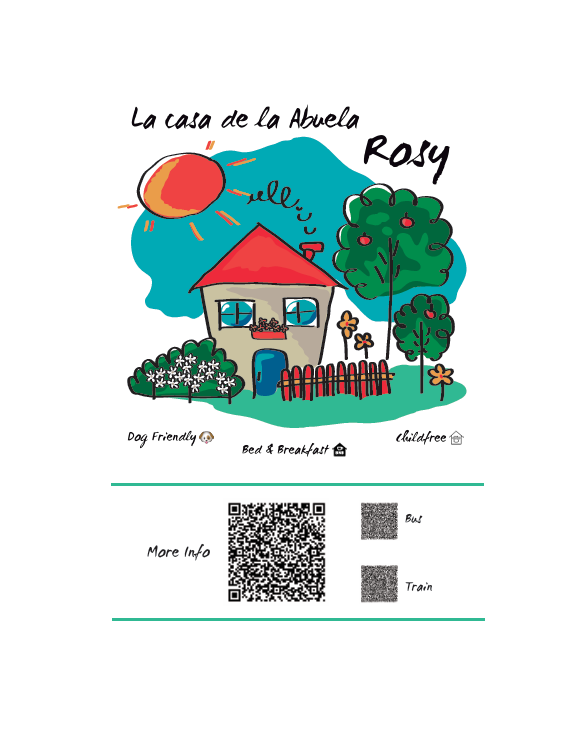 La casa de la Abuela
Rosy
Dog Friendly
Bed & Breakfast
Childfree
More Info
Bus
Train